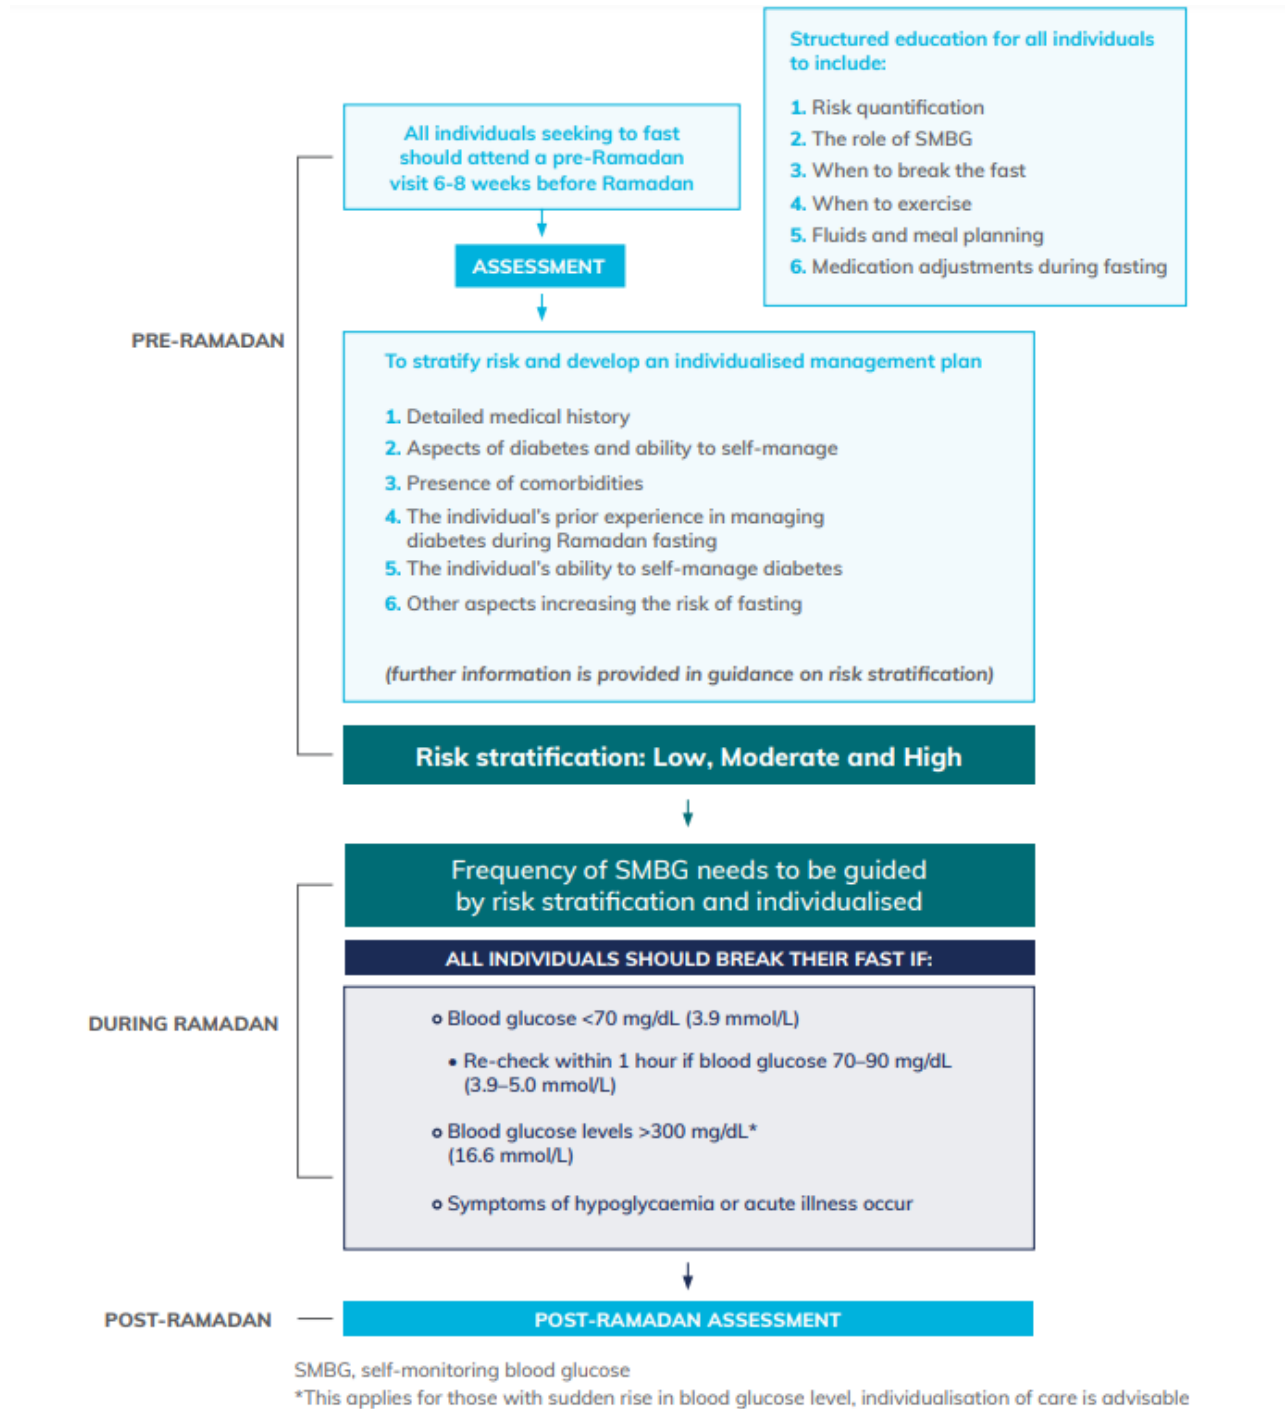 Structured education for all individuals
to include:
1. Risk quantification
2. The role of SMBG
3. When to break the fast
4. When to exercise
5. Fluids and meal planning
6. Medication adjustments during fasting
All individuals seeking to fast
should attend a pre-Ramadan
visit 6-8 weeks before Ramadan
ASSESSMENT
PRE-RAMADAN
To stratify risk and develop an individualised management plan
1. Detailed medical history
2. Aspects of diabetes and ability to self-manage
3. Presence of comorbidities
4. The individual's prior experience in managing
diabetes during Ramadan fasting
5. The individual's ability to self-manage diabetes
6. Other aspects increasing the risk of fasting
(further information is provided in guidance on risk stratification)
Risk stratification: Low, Moderate and High
Frequency of SMBG needs to be guided
by risk stratification and individualised
ALL INDIVIDUALS SHOULD BREAK THEIR FAST IF:
DURING RAMADAN
Blood glucose <70 mg/dL (3.9 mmol/L)
• Re-check within 1 hour if blood glucose 70–90 mg/dL
(3.9–5.0 mmol/L)
Blood glucose levels >300 mg/dL*
(16.6 mmol/L)
Symptoms of hypoglycaemia or acute illness occur
POST-RAMADAN
POST-RAMADAN ASSESSMENT
SMBG, self-monitoring blood glucose
*This applies for those with sudden rise in blood glucose level, individualisation of care is advisable